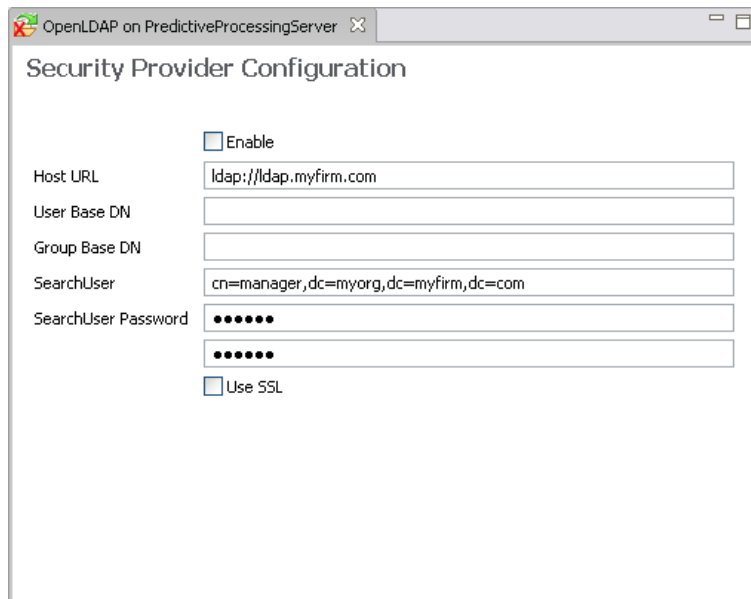 OpenLDAP on PredictiveProcessingServer
Security Provider Configuration
Enable
Host URL ldap://ldap.myfirm.com
User Base DN
Group Base DN
SearchUser cn=manager,dc=myorg,dc=myfirm,dc=com
SearchUser Password ●●●●●●
●●●●●●
Use SSL